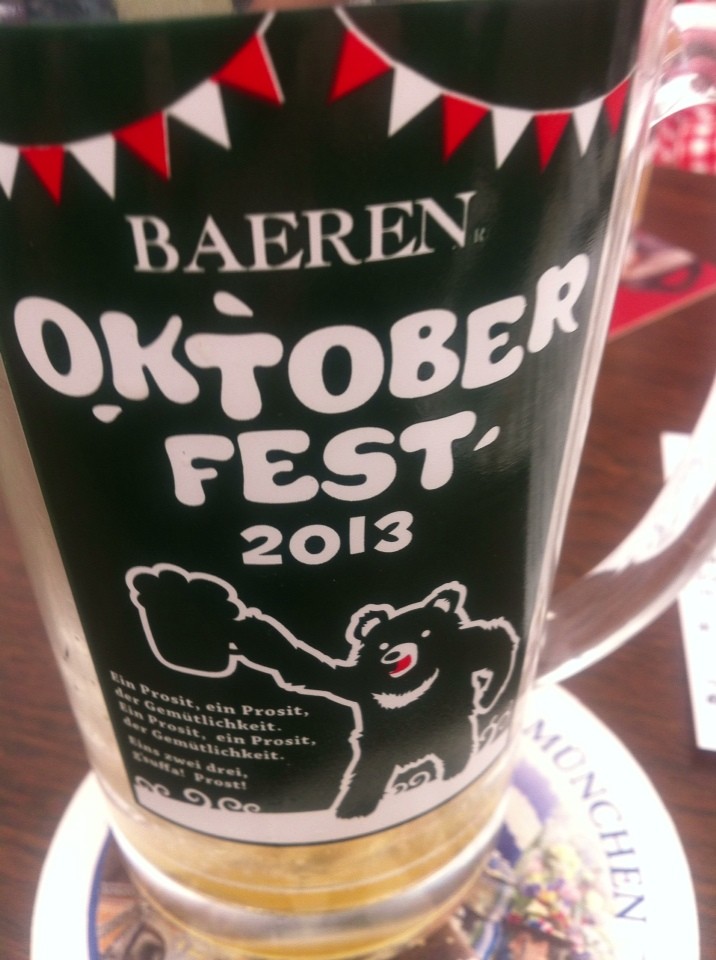 BAEREN
OKTOBER
FEST
2013
Ein Prosit, ein Prosit,
der Gemütlichkeit.
Ein Prosit, ein Prosit,
der Gemütlichkeit.
Eins zwei drei,
Prost!
MÜNCHEN